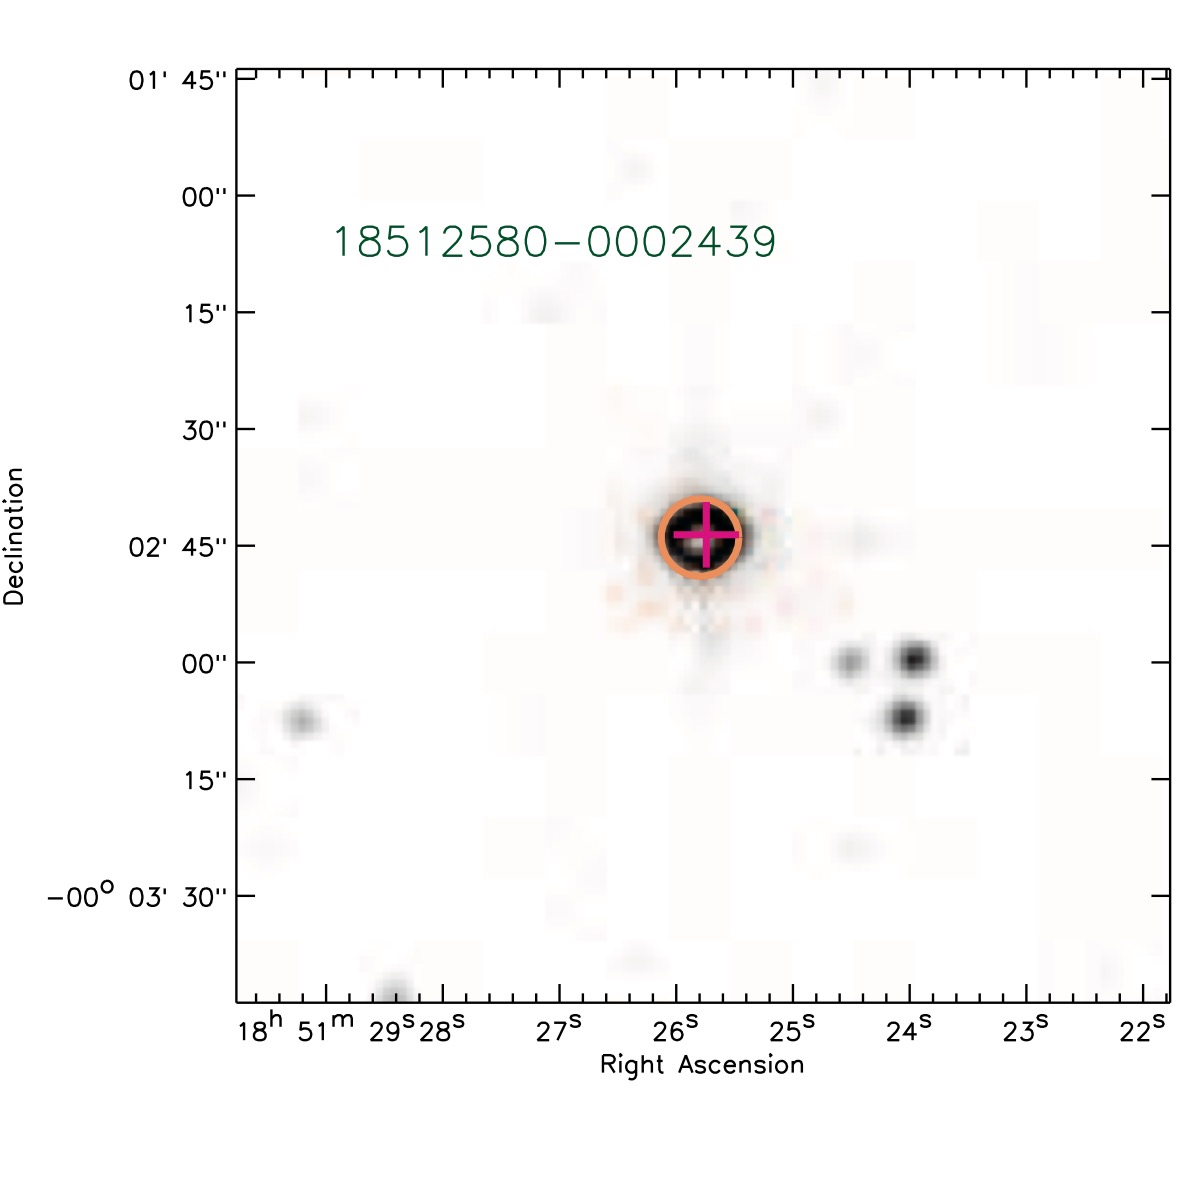 01' 45"
00"
18512580-0002439
15"
30"
Declination
02' 45"
00"
15"
-00° 03' 30"
18h 51m 29s 28s 27s 26s 25s 24s 23s 22s
Right Ascension